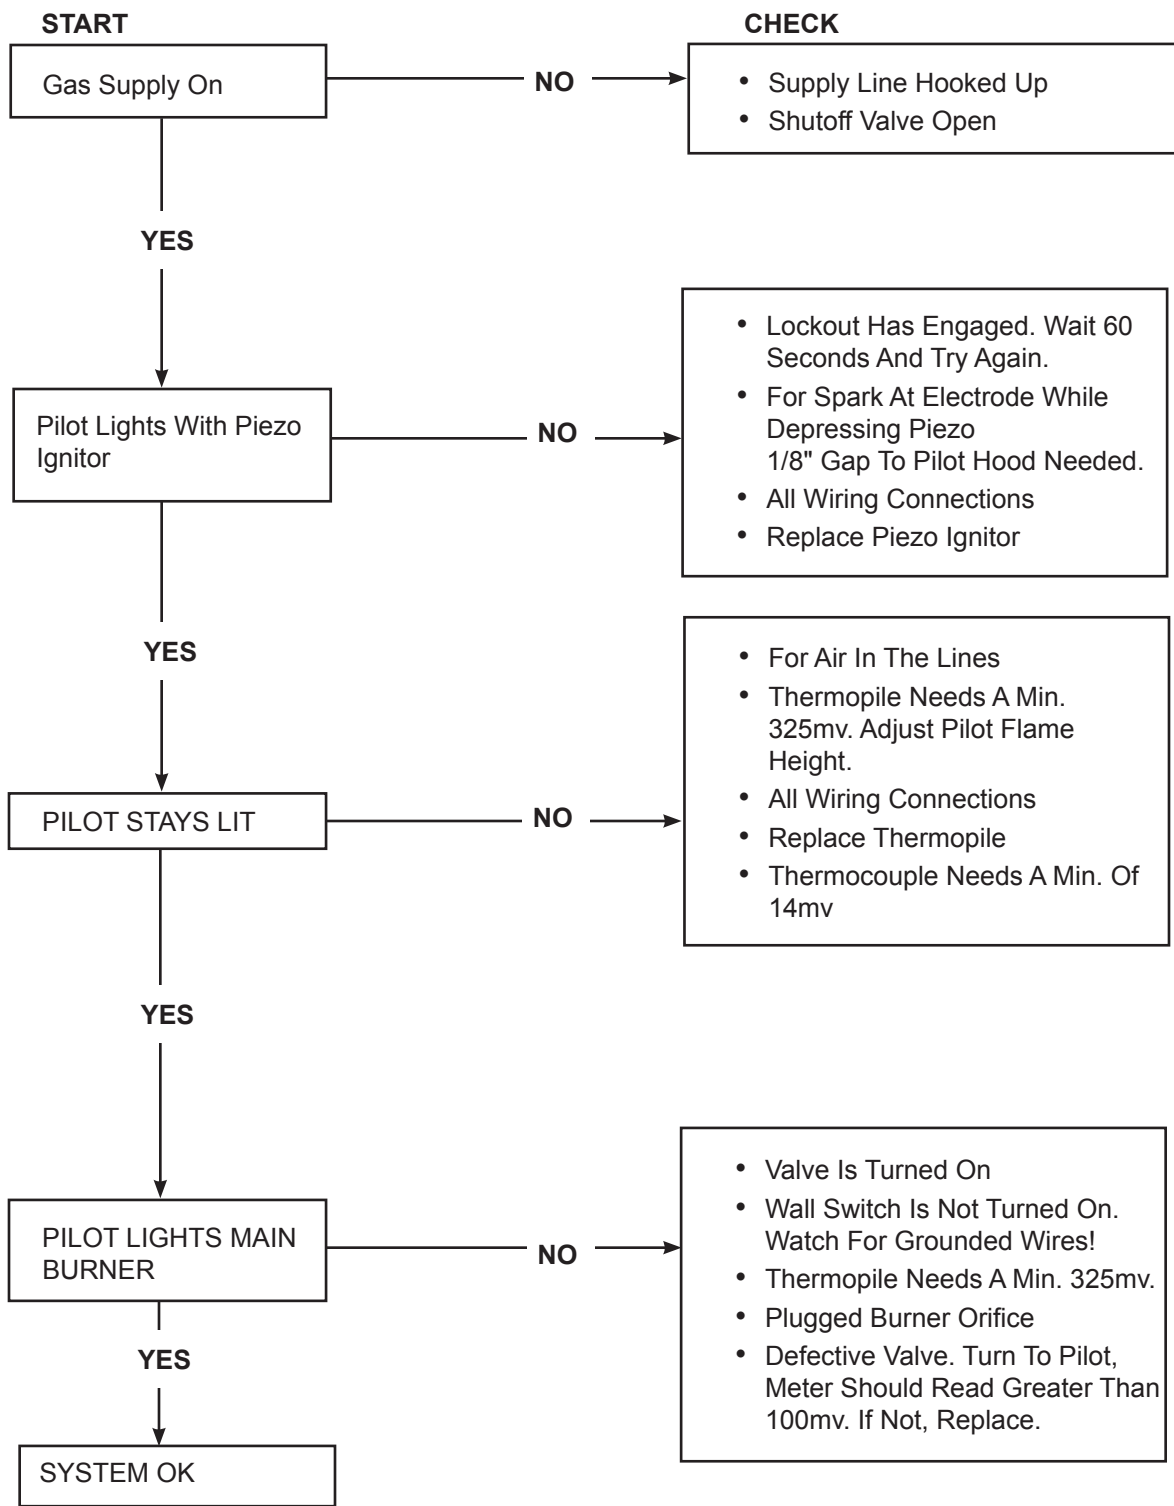 START
CHECK
Gas Supply On
NO
• Supply Line Hooked Up
• Shutoff Valve Open
YES
Pilot Lights With Piezo
Ignitor
NO
• Lockout Has Engaged. Wait 60
Seconds And Try Again.
• For Spark At Electrode While
Depressing Piezo
1/8" Gap To Pilot Hood Needed.
• All Wiring Connections
• Replace Piezo Ignitor
YES
PILOT STAYS LIT
NO
• For Air In The Lines
• Thermopile Needs A Min.
325mv. Adjust Pilot Flame
Height.
• All Wiring Connections
• Replace Thermopile
• Thermocouple Needs A Min. Of
14mv
YES
PILOT LIGHTS MAIN
BURNER
NO
• Valve Is Turned On
• Wall Switch Is Not Turned On.
Watch For Grounded Wires!
• Thermopile Needs A Min. 325mv.
• Plugged Burner Orifice
• Defective Valve. Turn To Pilot,
Meter Should Read Greater Than
100mv. If Not, Replace.
YES
SYSTEM OK